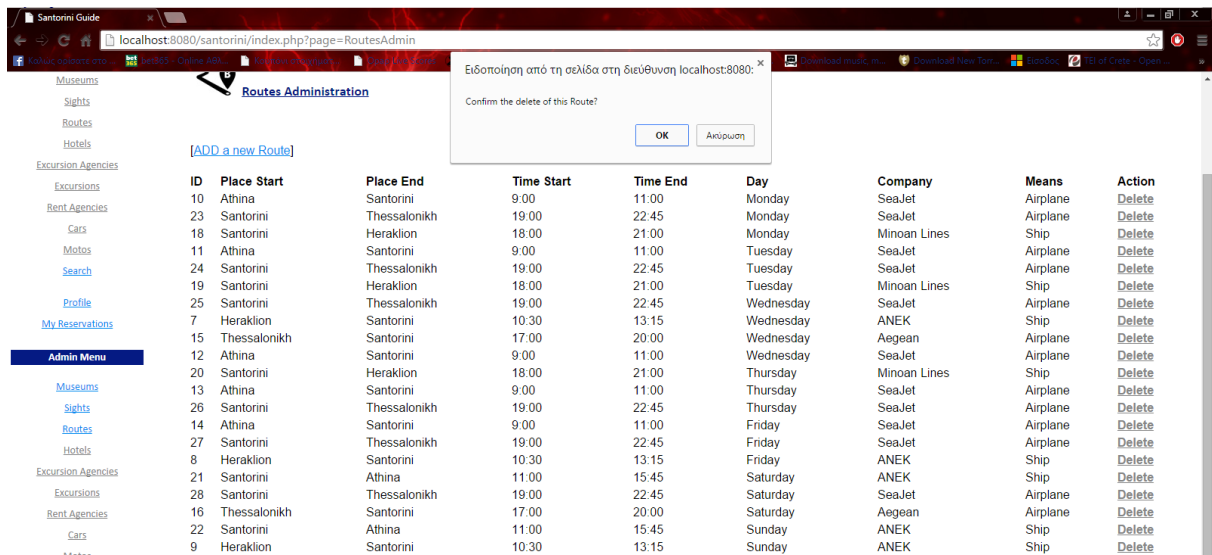 Santorini Guide
localhost:8080/santorini/index.php?page=RoutesAdmin
bet365 - Online
Download music, m... Download New Torr... Είσοδος TEI of Crete - Open ... »
Ειδοποίηση από τη σελίδα στη διεύθυνση localhost:8080:
Confirm the delete of this Route?
OK Ακύρωση
Museums
Sights
Routes
Hotels
Excursion Agencies
Excursions
Rent Agencies
Cars
Motos
Search
Profile
My Reservations
Admin Menu
Museums
Sights
Routes
Hotels
Excursion Agencies
Excursions
Rent Agencies
Cars
Motos
Routes Administration
[ADD a new Route]
ID Place Start Place End Time Start Time End Day Company Means Action
10 Athina Santorini 9:00 11:00 Monday SeaJet Airplane Delete
23 Santorini Thessalonikh 19:00 22:45 Monday SeaJet Airplane Delete
18 Santorini Heraklion 18:00 21:00 Monday Minoan Lines Ship Delete
11 Athina Santorini 9:00 11:00 Tuesday SeaJet Airplane Delete
24 Santorini Thessalonikh 19:00 22:45 Tuesday SeaJet Airplane Delete
19 Santorini Heraklion 18:00 21:00 Tuesday Minoan Lines Ship Delete
25 Santorini Thessalonikh 19:00 22:45 Wednesday SeaJet Airplane Delete
7 Heraklion Santorini 10:30 13:15 Wednesday ANEK Ship Delete
15 Thessalonikh Santorini 17:00 20:00 Wednesday Aegean Airplane Delete
12 Athina Santorini 9:00 11:00 Wednesday SeaJet Airplane Delete
20 Santorini Heraklion 18:00 21:00 Thursday Minoan Lines Ship Delete
13 Athina Santorini 9:00 11:00 Thursday SeaJet Airplane Delete
26 Santorini Thessalonikh 19:00 22:45 Thursday SeaJet Airplane Delete
14 Athina Santorini 9:00 11:00 Friday SeaJet Airplane Delete
27 Santorini Thessalonikh 19:00 22:45 Friday SeaJet Airplane Delete
8 Heraklion Santorini 10:30 13:15 Friday ANEK Ship Delete
21 Santorini Athina 11:00 15:45 Saturday ANEK Ship Delete
28 Santorini Thessalonikh 19:00 22:45 Saturday SeaJet Airplane Delete
16 Thessalonikh Santorini 17:00 20:00 Saturday Aegean Airplane Delete
22 Santorini Athina 11:00 15:45 Sunday ANEK Ship Delete
9 Heraklion Santorini 10:30 13:15 Sunday ANEK Ship Delete